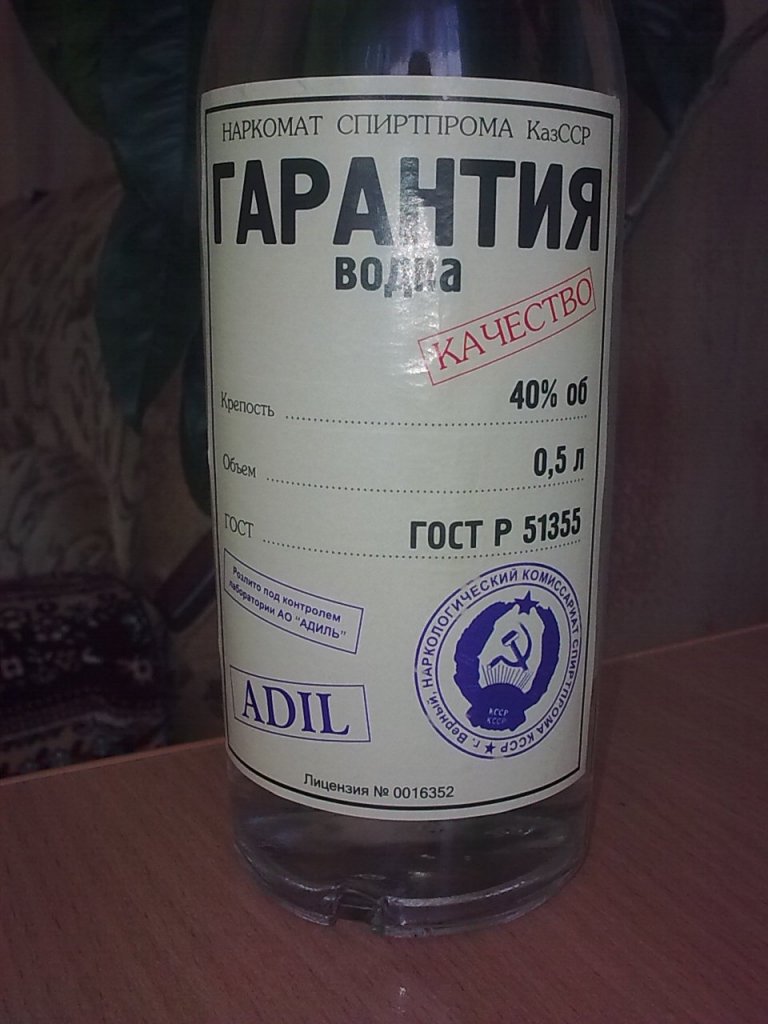 НАРКОМАТ СПИРТПРОМА КазССР
ГАРАНТИЯ
водка
КАЧЕСТВО
Крепость 40% об
Объем 0,5 л
ГОСТ ГОСТ Р 51355
Розлито под контролем
лаборатории АО "АДИЛЬ"
ADIL
г. Верный, НАРКОЛОГИЧЕСКИЙ КОМИССАРИАТ СПИРТПРОМА КССР
КССР
КССР
Лицензия № 0016352